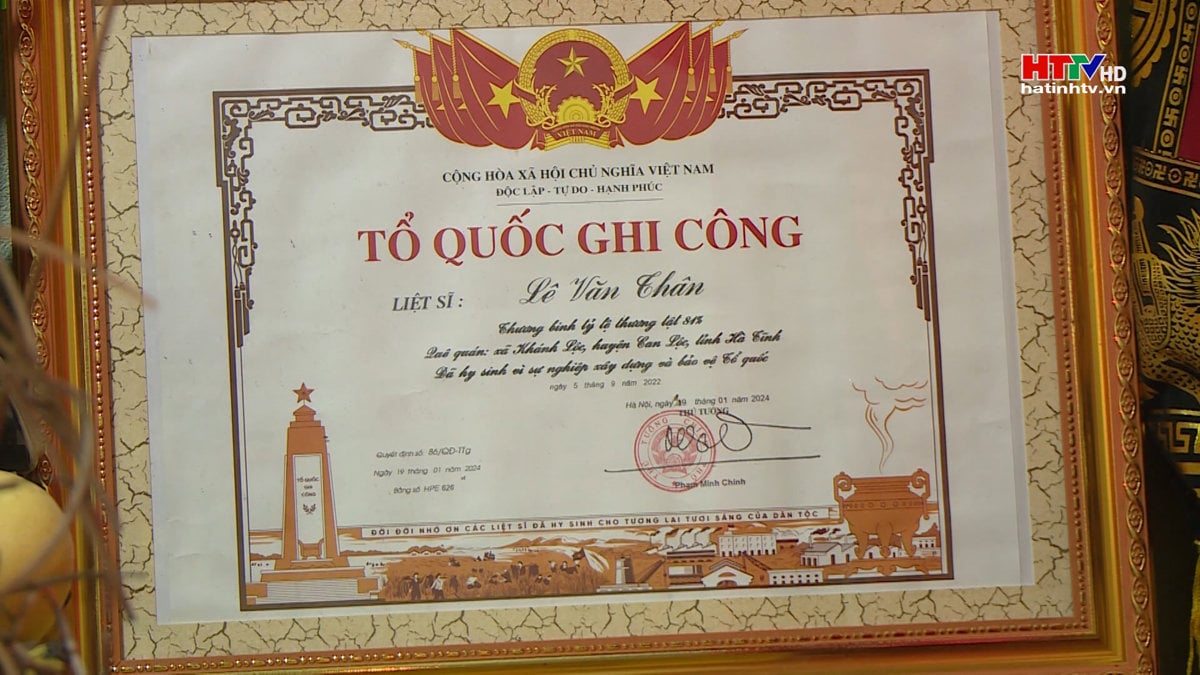 HTTV HD
hatinhtv.vn
VIỆT NAM
CỘNG HÒA XÃ HỘI CHỦ NGHĨA VIỆT NAM
ĐỘC LẬP - TỰ DO - HẠNH PHÚC
TỔ QUỐC GHI CÔNG
LIỆT SĨ : Lê Văn Thân
Thương binh tỷ lệ thương tật 81%
Quê quán: xã Khánh Lộc, huyện Can Lộc, tỉnh Hà Tĩnh
Đã hy sinh vì sự nghiệp xây dựng và bảo vệ Tổ quốc
ngày 5 tháng 9 năm 2022
Hà Nội, ngày 19 tháng 01 năm 2024
THỦ TƯỚNG
Quyết định số: 86/QĐ-TTg
Ngày 19 tháng 01 năm 2024
Bằng số HPE 626
Phạm Minh Chính
TỔ QUỐC
GHI
CÔNG
ĐỜI ĐỜI NHỚ ƠN CÁC LIỆT SĨ ĐÃ HY SINH CHO TƯƠNG LAI TƯƠI SÁNG CỦA DÂN TỘC